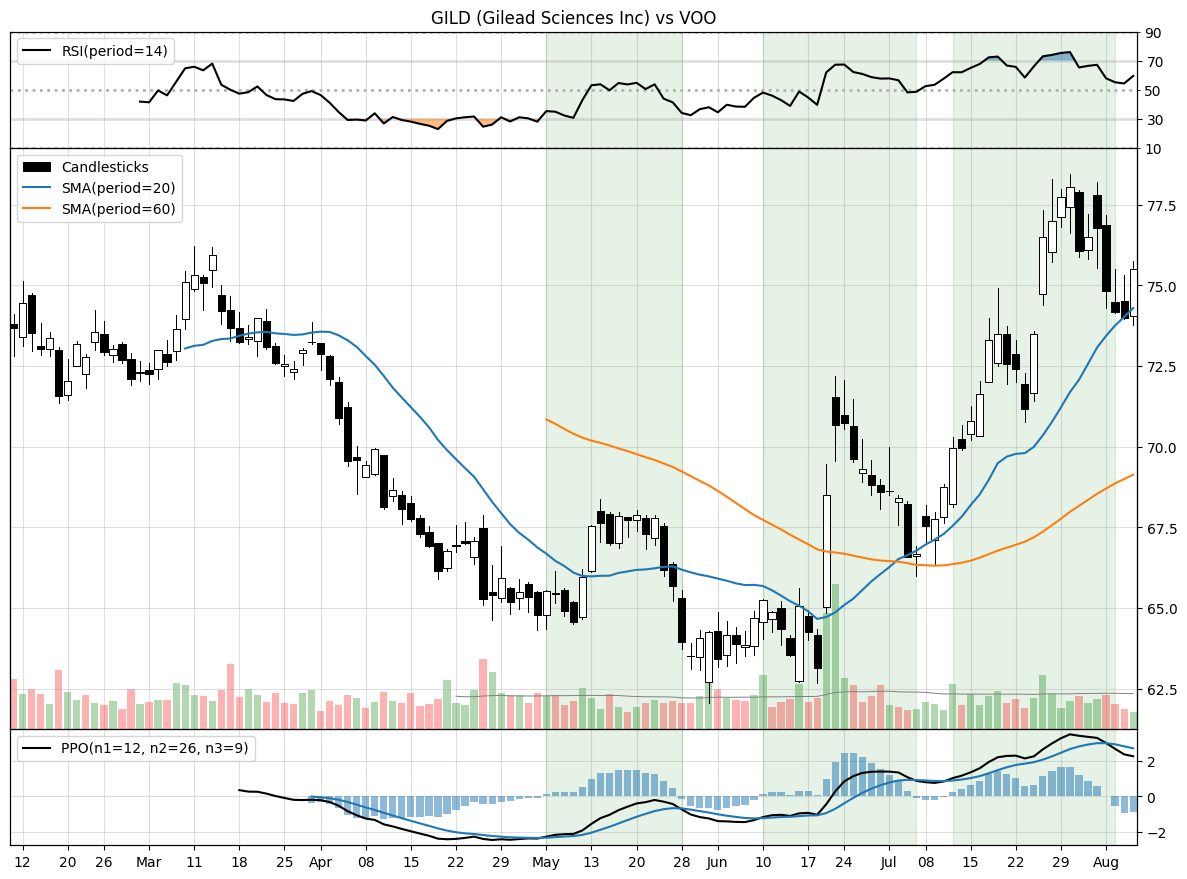 GILD (Gilead Sciences Inc) vs VOO
RSI(period=14)
90
70
50
30
10
Candlesticks
SMA(period=20)
SMA(period=60)
77.5
75.0
72.5
70.0
67.5
65.0
62.5
PPO(n1=12, n2=26, n3=9)
2
0
−2
12 20 26 Mar 11 18 25 Apr 08 15 22 29 May 13 20 28 Jun 10 17 24 Jul 08 15 22 29 Aug